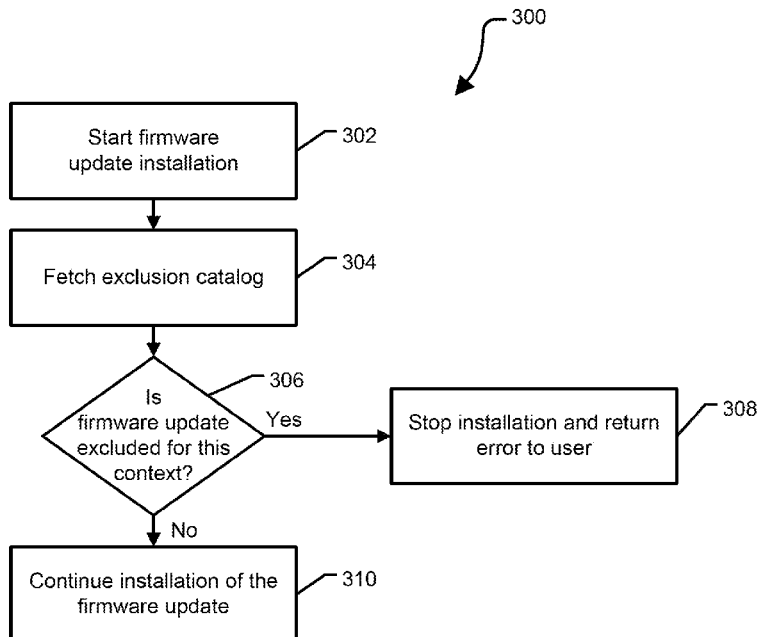 300
Start firmware
update installation
302
Fetch exclusion catalog
304
306
Is
firmware update
excluded for this
context?
Yes
Stop installation and return
error to user
308
No
Continue installation of the
firmware update
310